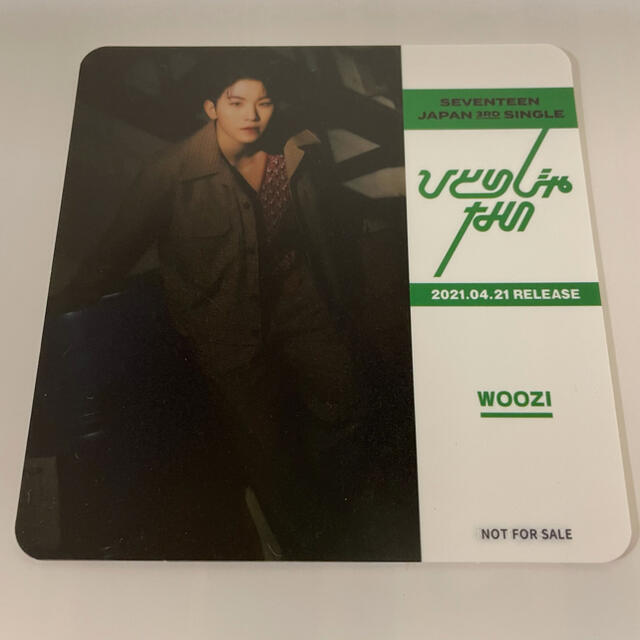 SEVENTEEN
JAPAN 3RD SINGLE
ひとりじゃ
ない
2021.04.21 RELEASE
WOOZI
NOT FOR SALE